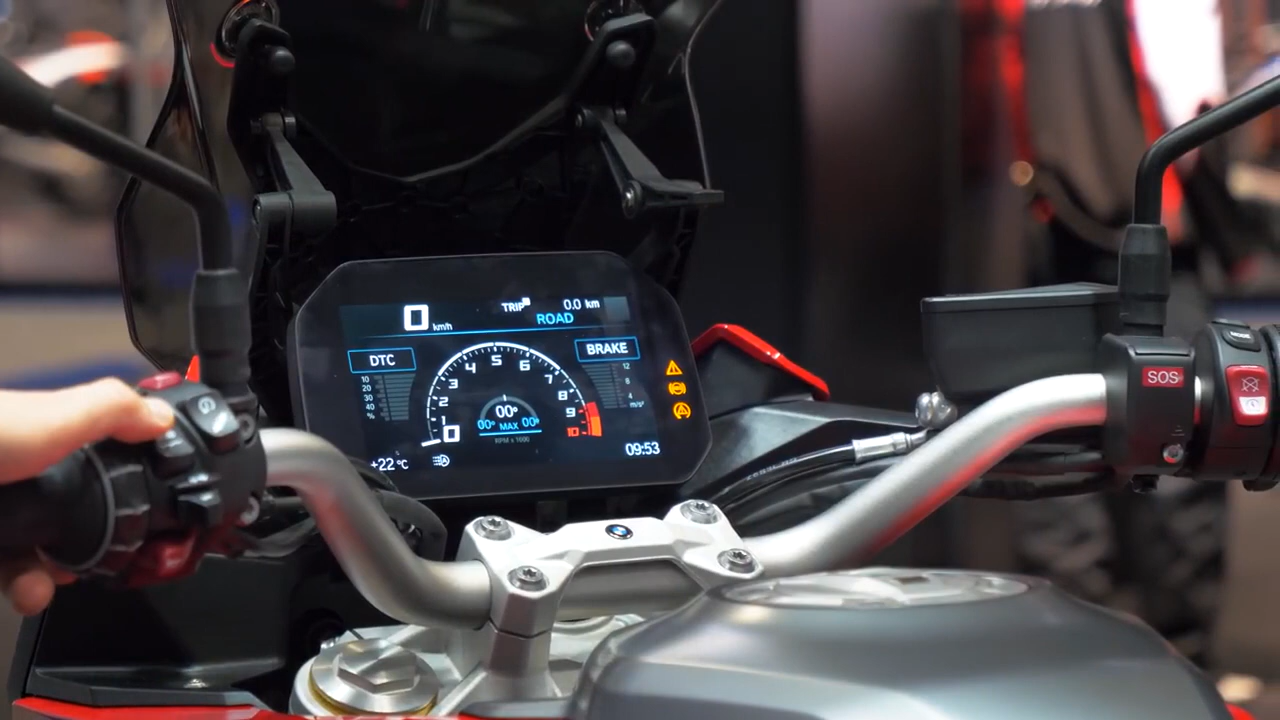 0 km/h
TRIP 0.0 km
ROAD
DTC
BRAKE
10
20
30
40
%
12
8
4
m/s²
0 1 2 3 4 5 6 7 8 9 10
0
00°
00° MAX 00°
RPM x 1000
+22 °C
09:53
SOS